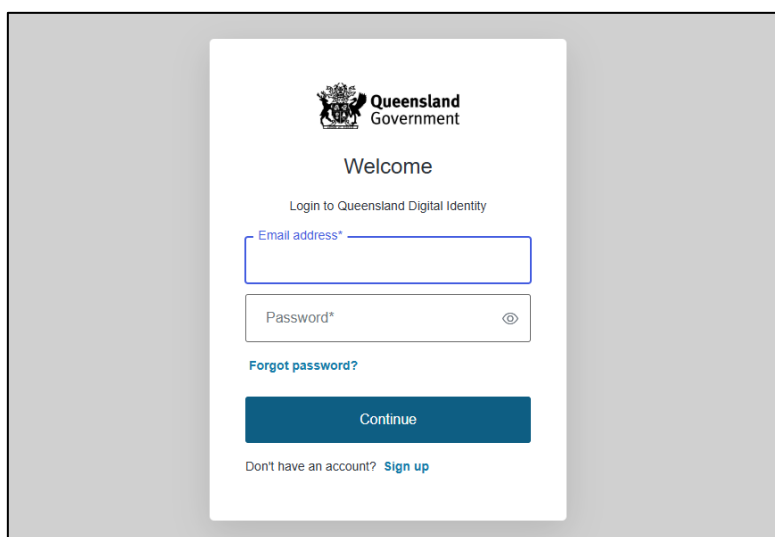 Queensland
Government
Welcome
Login to Queensland Digital Identity
Email address*
Password*
Forgot password?
Continue
Don't have an account? Sign up